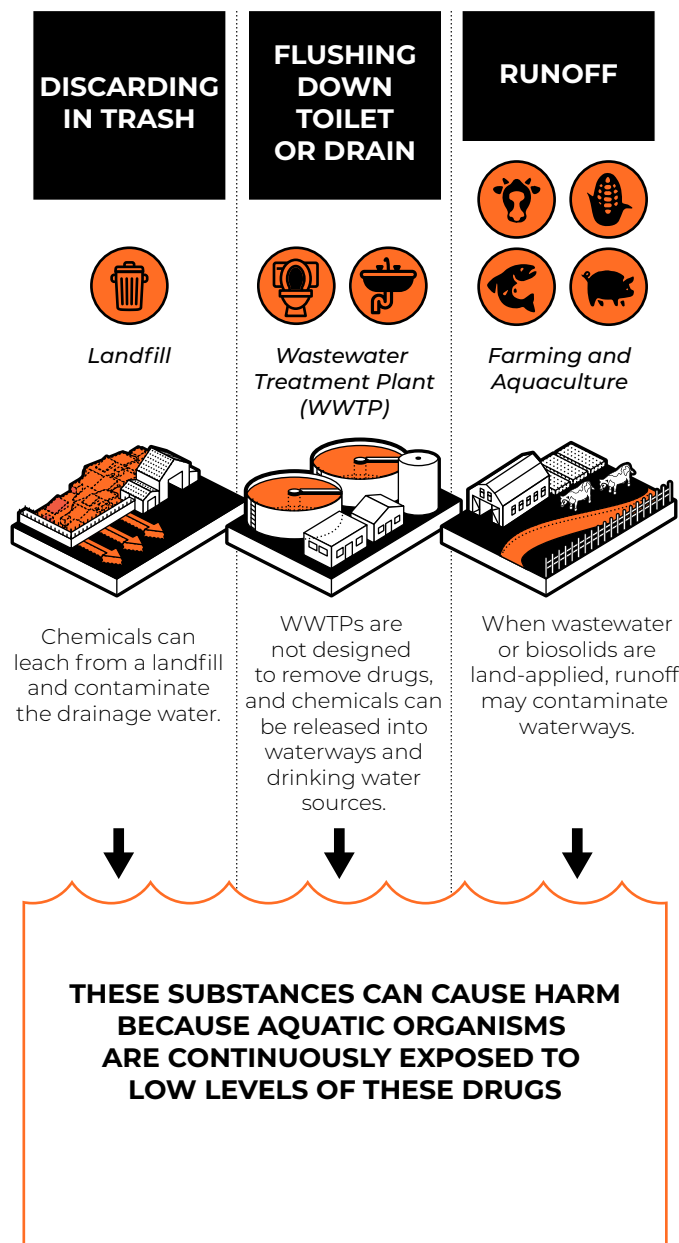 DISCARDING
IN TRASH
Landfill
Chemicals can
leach from a landfill
and contaminate
the drainage water.
FLUSHING
DOWN
TOILET
OR DRAIN
Wastewater
Treatment Plant
(WWTP)
WWTPs are
not designed
to remove drugs,
and chemicals can
be released into
waterways and
drinking water
sources.
RUNOFF
Farming and
Aquaculture
When wastewater
or biosolids are
land-applied, runoff
may contaminate
waterways.
THESE SUBSTANCES CAN CAUSE HARM
BECAUSE AQUATIC ORGANISMS
ARE CONTINUOUSLY EXPOSED TO
LOW LEVELS OF THESE DRUGS